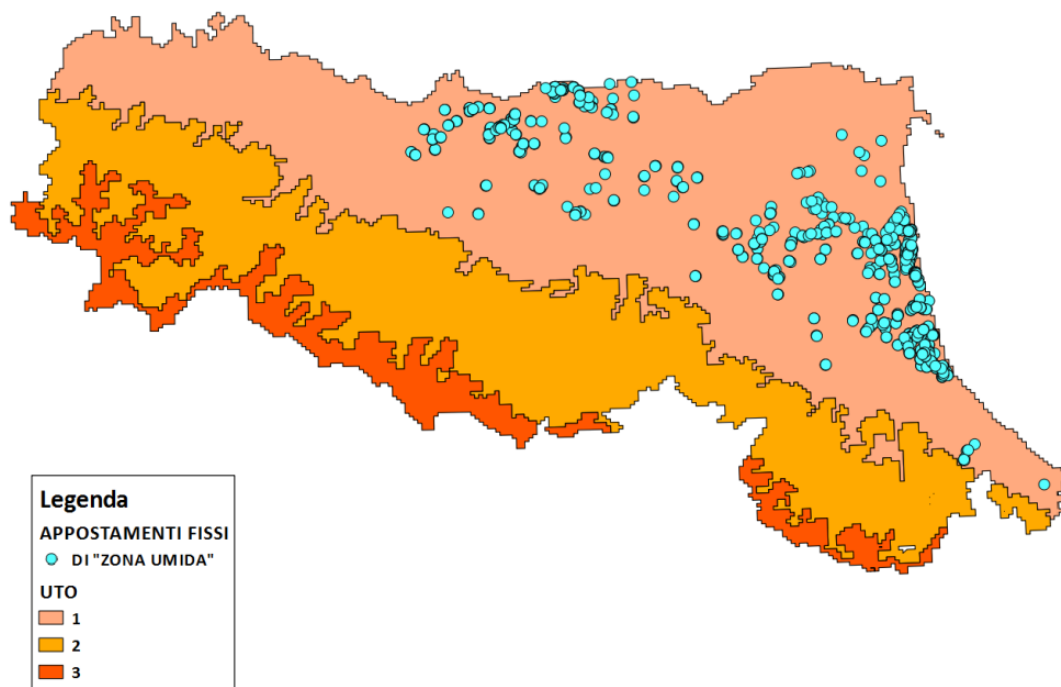 Legenda
APPOSTAMENTI FISSI
DI "ZONA UMIDA"
UTO
1
2
3